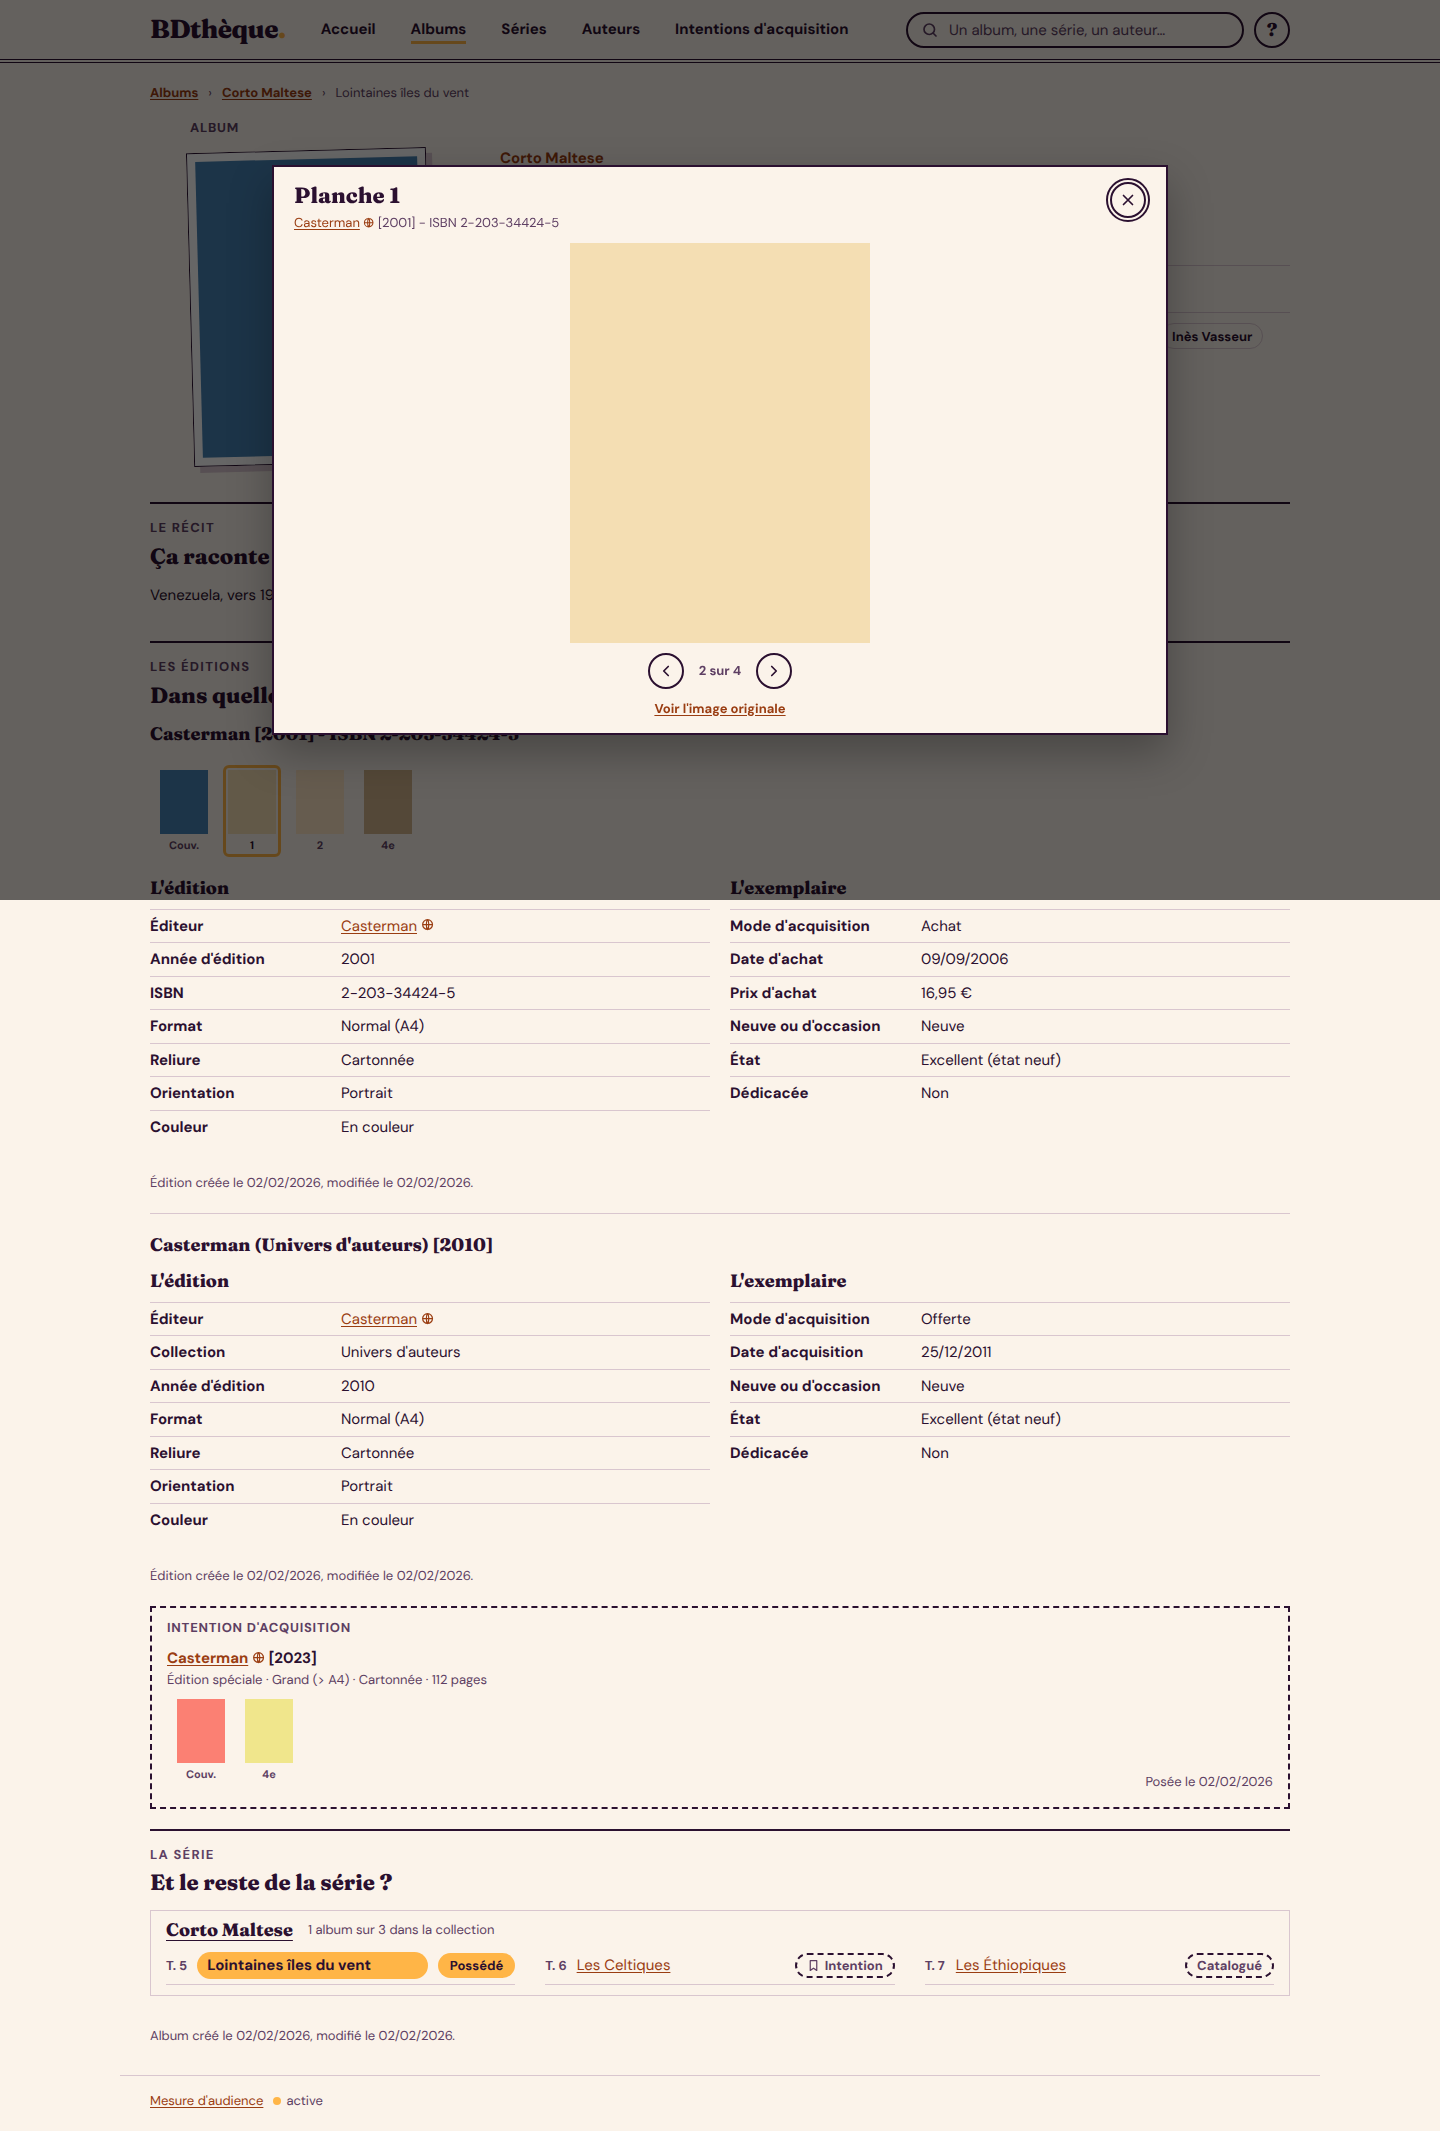 BDthèque. Accueil Albums Séries Auteurs Intentions d'acquisition Un album, une série, un auteur... ?
Albums › Corto Maltese › Lointaines îles du vent
ALBUM
Corto Maltese
Planche 1
Casterman [2001] - ISBN 2-203-34424-5
2 sur 4
Voir l'image originale
Inès Vasseur
LE RÉCIT
Ça raconte
Venezuela, vers 19
LES ÉDITIONS
Dans quelle
Casterman [2001] - ISBN 2-203-34424-5
Couv. 1 2 4e
L'édition
Éditeur Casterman
Année d'édition 2001
ISBN 2-203-34424-5
Format Normal (A4)
Reliure Cartonnée
Orientation Portrait
Couleur En couleur
L'exemplaire
Mode d'acquisition Achat
Date d'achat 09/09/2006
Prix d'achat 16,95 €
Neuve ou d'occasion Neuve
État Excellent (état neuf)
Dédicacée Non
Édition créée le 02/02/2026, modifiée le 02/02/2026.
Casterman (Univers d'auteurs) [2010]
L'édition
Éditeur Casterman
Collection Univers d'auteurs
Année d'édition 2010
Format Normal (A4)
Reliure Cartonnée
Orientation Portrait
Couleur En couleur
L'exemplaire
Mode d'acquisition Offerte
Date d'acquisition 25/12/2011
Neuve ou d'occasion Neuve
État Excellent (état neuf)
Dédicacée Non
Édition créée le 02/02/2026, modifiée le 02/02/2026.
INTENTION D'ACQUISITION
Casterman [2023]
Édition spéciale · Grand (> A4) · Cartonnée · 112 pages
Couv. 4e
Posée le 02/02/2026
LA SÉRIE
Et le reste de la série ?
Corto Maltese 1 album sur 3 dans la collection
T. 5 Lointaines îles du vent Possédé T. 6 Les Celtiques Intention T. 7 Les Éthiopiques Catalogué
Album créé le 02/02/2026, modifié le 02/02/2026.
Mesure d'audience active